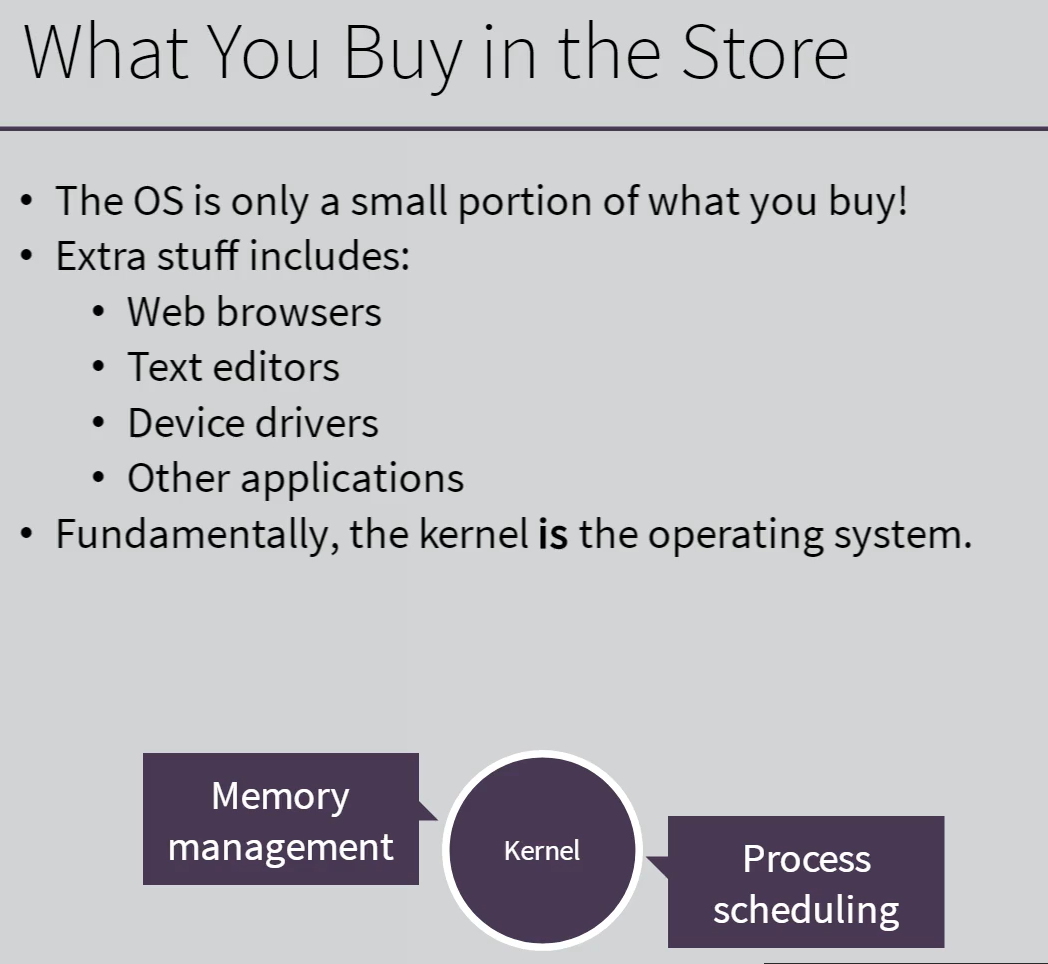 What You Buy in the Store
• The OS is only a small portion of what you buy!
• Extra stuff includes:
• Web browsers
• Text editors
• Device drivers
• Other applications
• Fundamentally, the kernel is the operating system.
Memory
management
Kernel
Process
scheduling